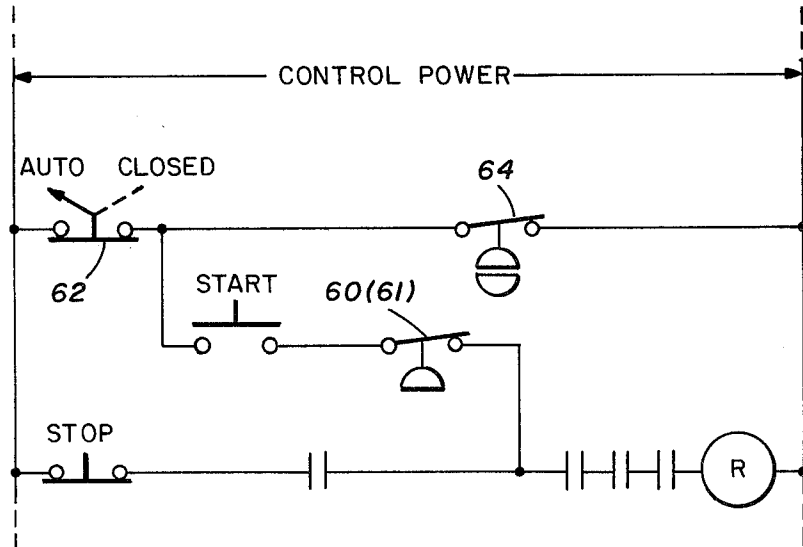 CONTROL POWER
AUTO CLOSED
64
62
START
60(61)
STOP
R